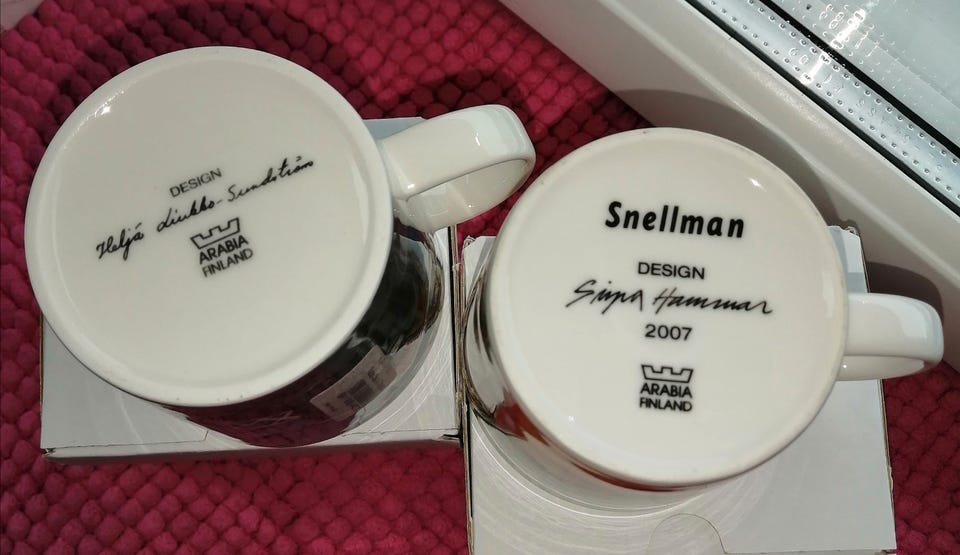 DESIGN
Heljä Liukko-Sundström
ARABIA
FINLAND
Snellman
DESIGN
Sirpa Hammar
2007
ARABIA
FINLAND